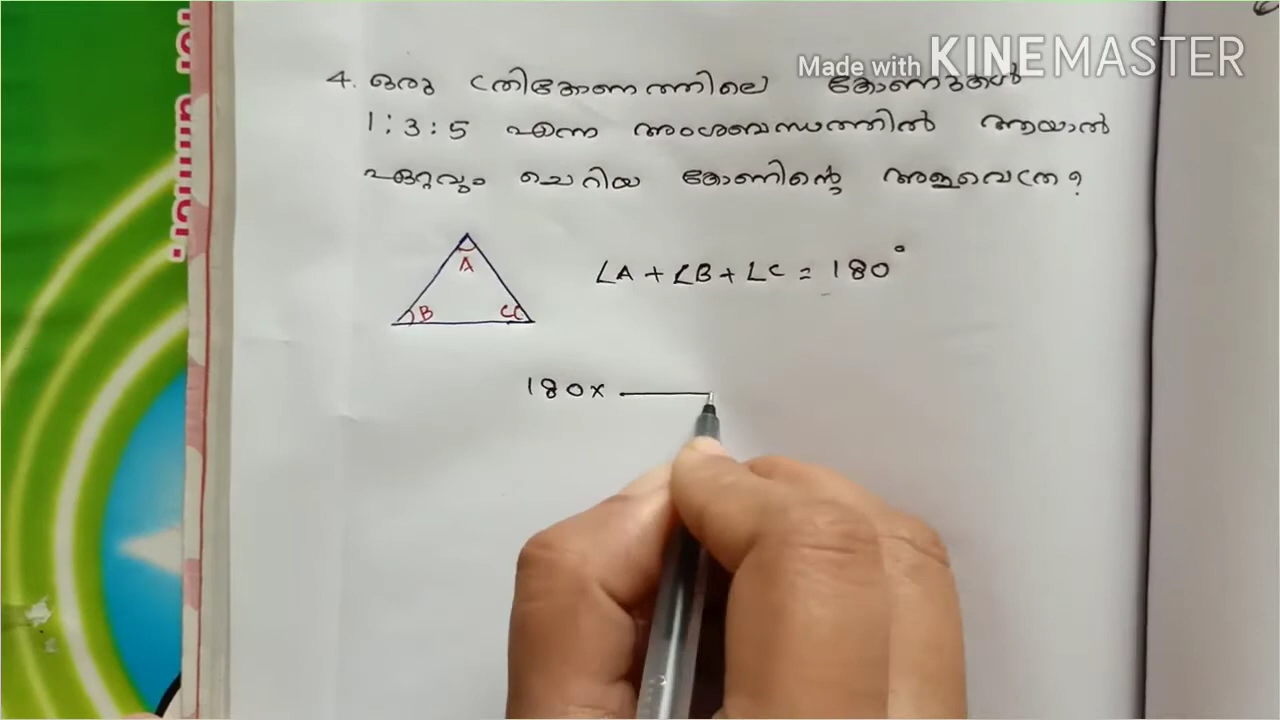 Made with KINEMASTER
4. ഒരു ത്രികോണത്തിലെ കോണുകൾ
1 : 3 : 5 എന്ന അംശബന്ധത്തിൽ ആയാൽ
ഏറ്റവും ചെറിയ കോണിന്റെ അളവെത്ര ?
A
B
C
∠A + ∠B + ∠C = 180°
180 x